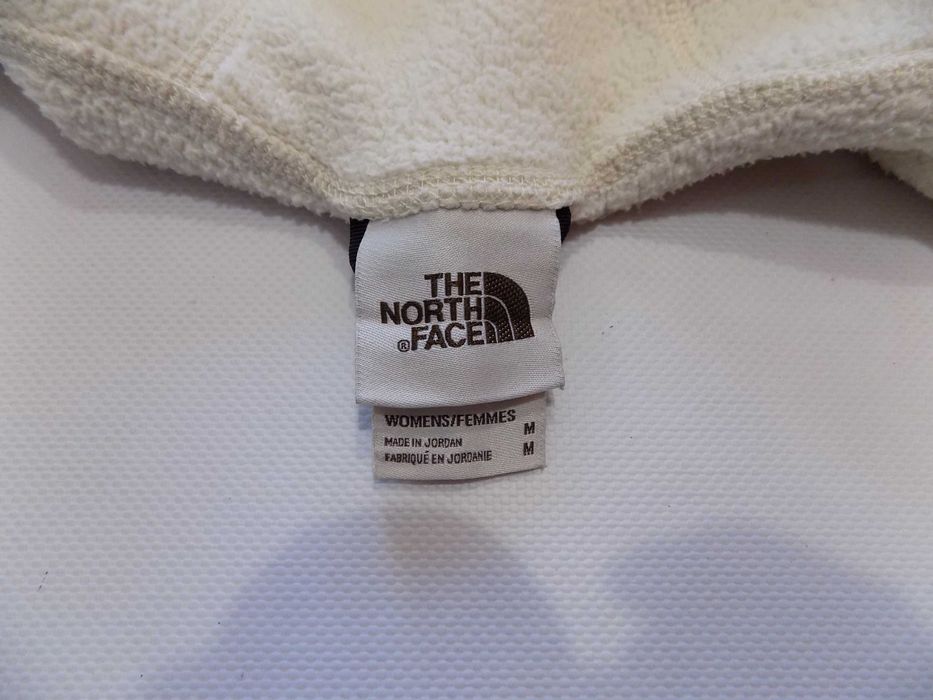 THE
NORTH
®FACE
WOMENS/FEMMES
M
MADE IN JORDAN
FABRIQUÉ EN JORDANIE
M